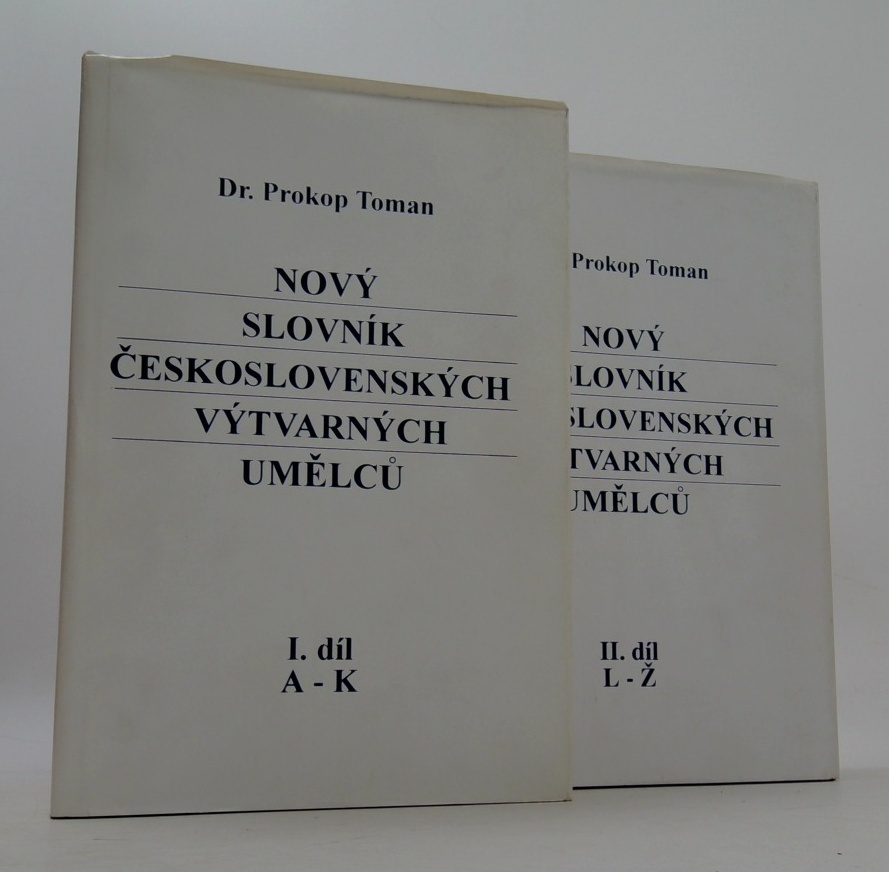 Dr. Prokop Toman
NOVÝ
SLOVNÍK
ČESKOSLOVENSKÝCH
VÝTVARNÝCH
UMĚLCŮ
I. díl
A - K
Prokop Toman
NOVÝ
SLOVNÍK
SLOVENSKÝCH
TVARNÝCH
UMĚLCŮ
II. díl
L - Ž